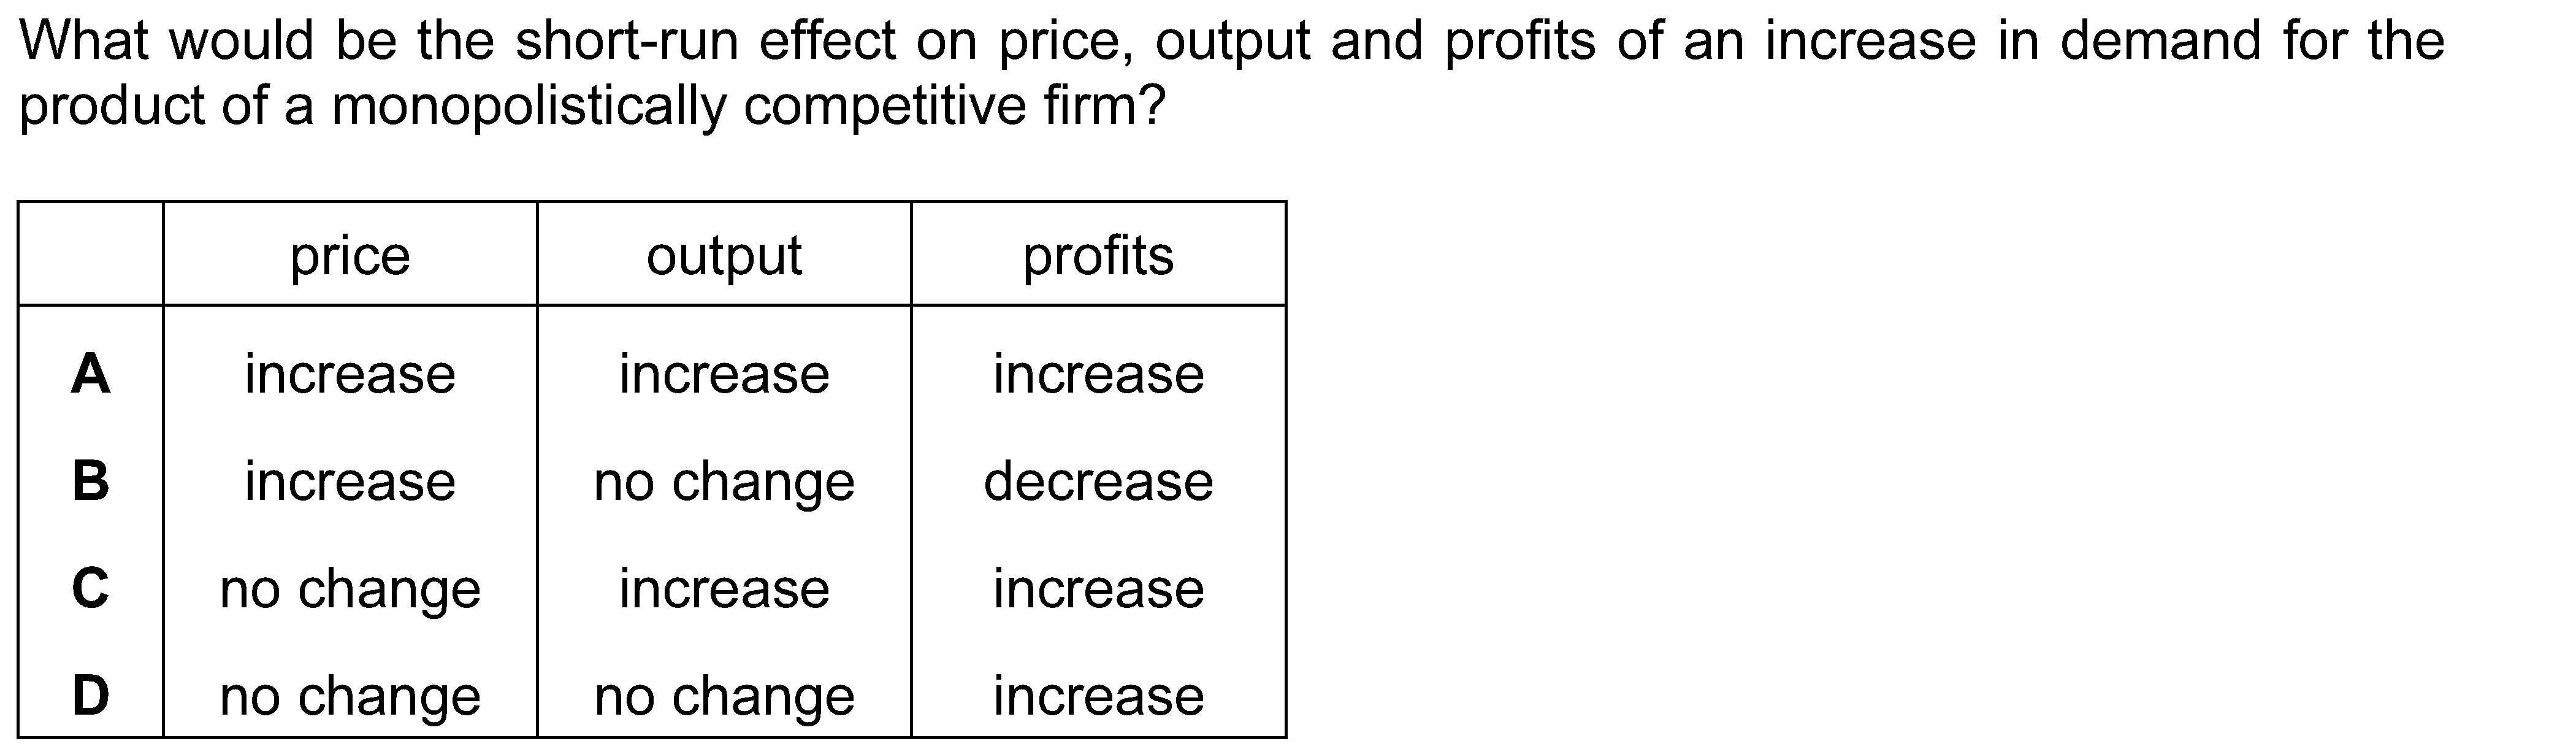 What would be the short-run effect on price, output and profits of an increase in demand for the
product of a monopolistically competitive firm?
price output profits
A increase increase increase
B increase no change decrease
C no change increase increase
D no change no change increase